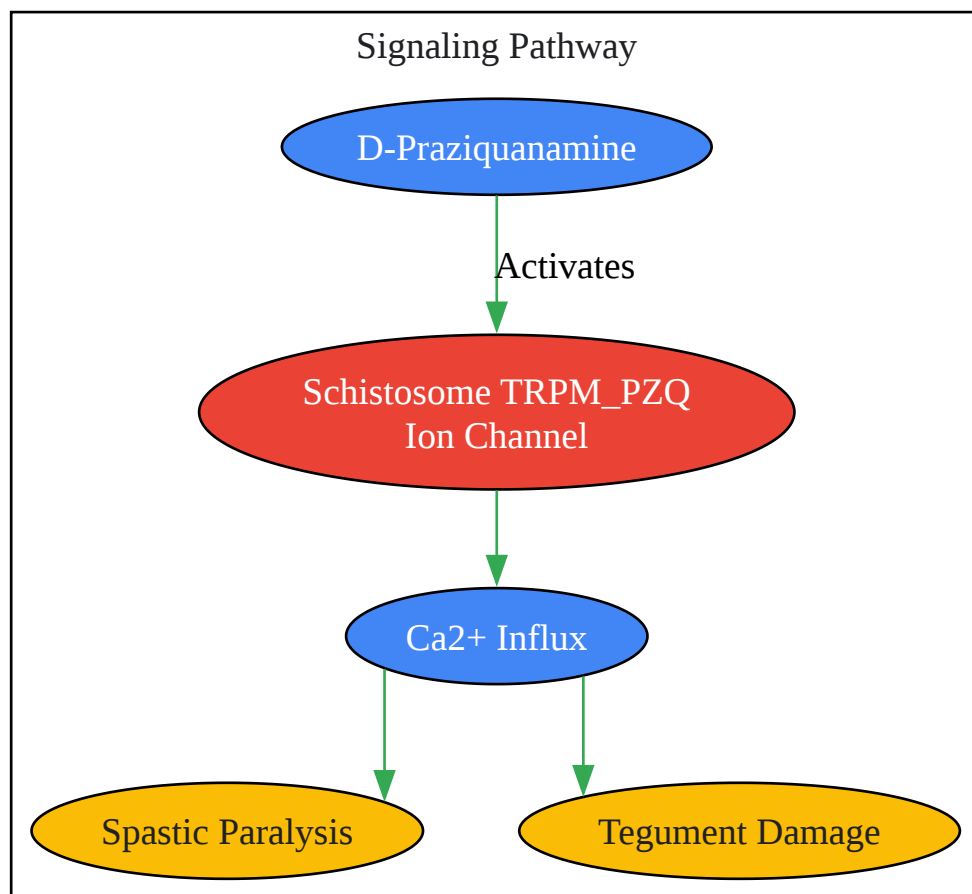 Signaling Pathway
D-Praziquanamine
Activates
Schistosome TRPM_PZQ
Ion Channel
Ca2+ Influx
Spastic Paralysis
Tegument Damage